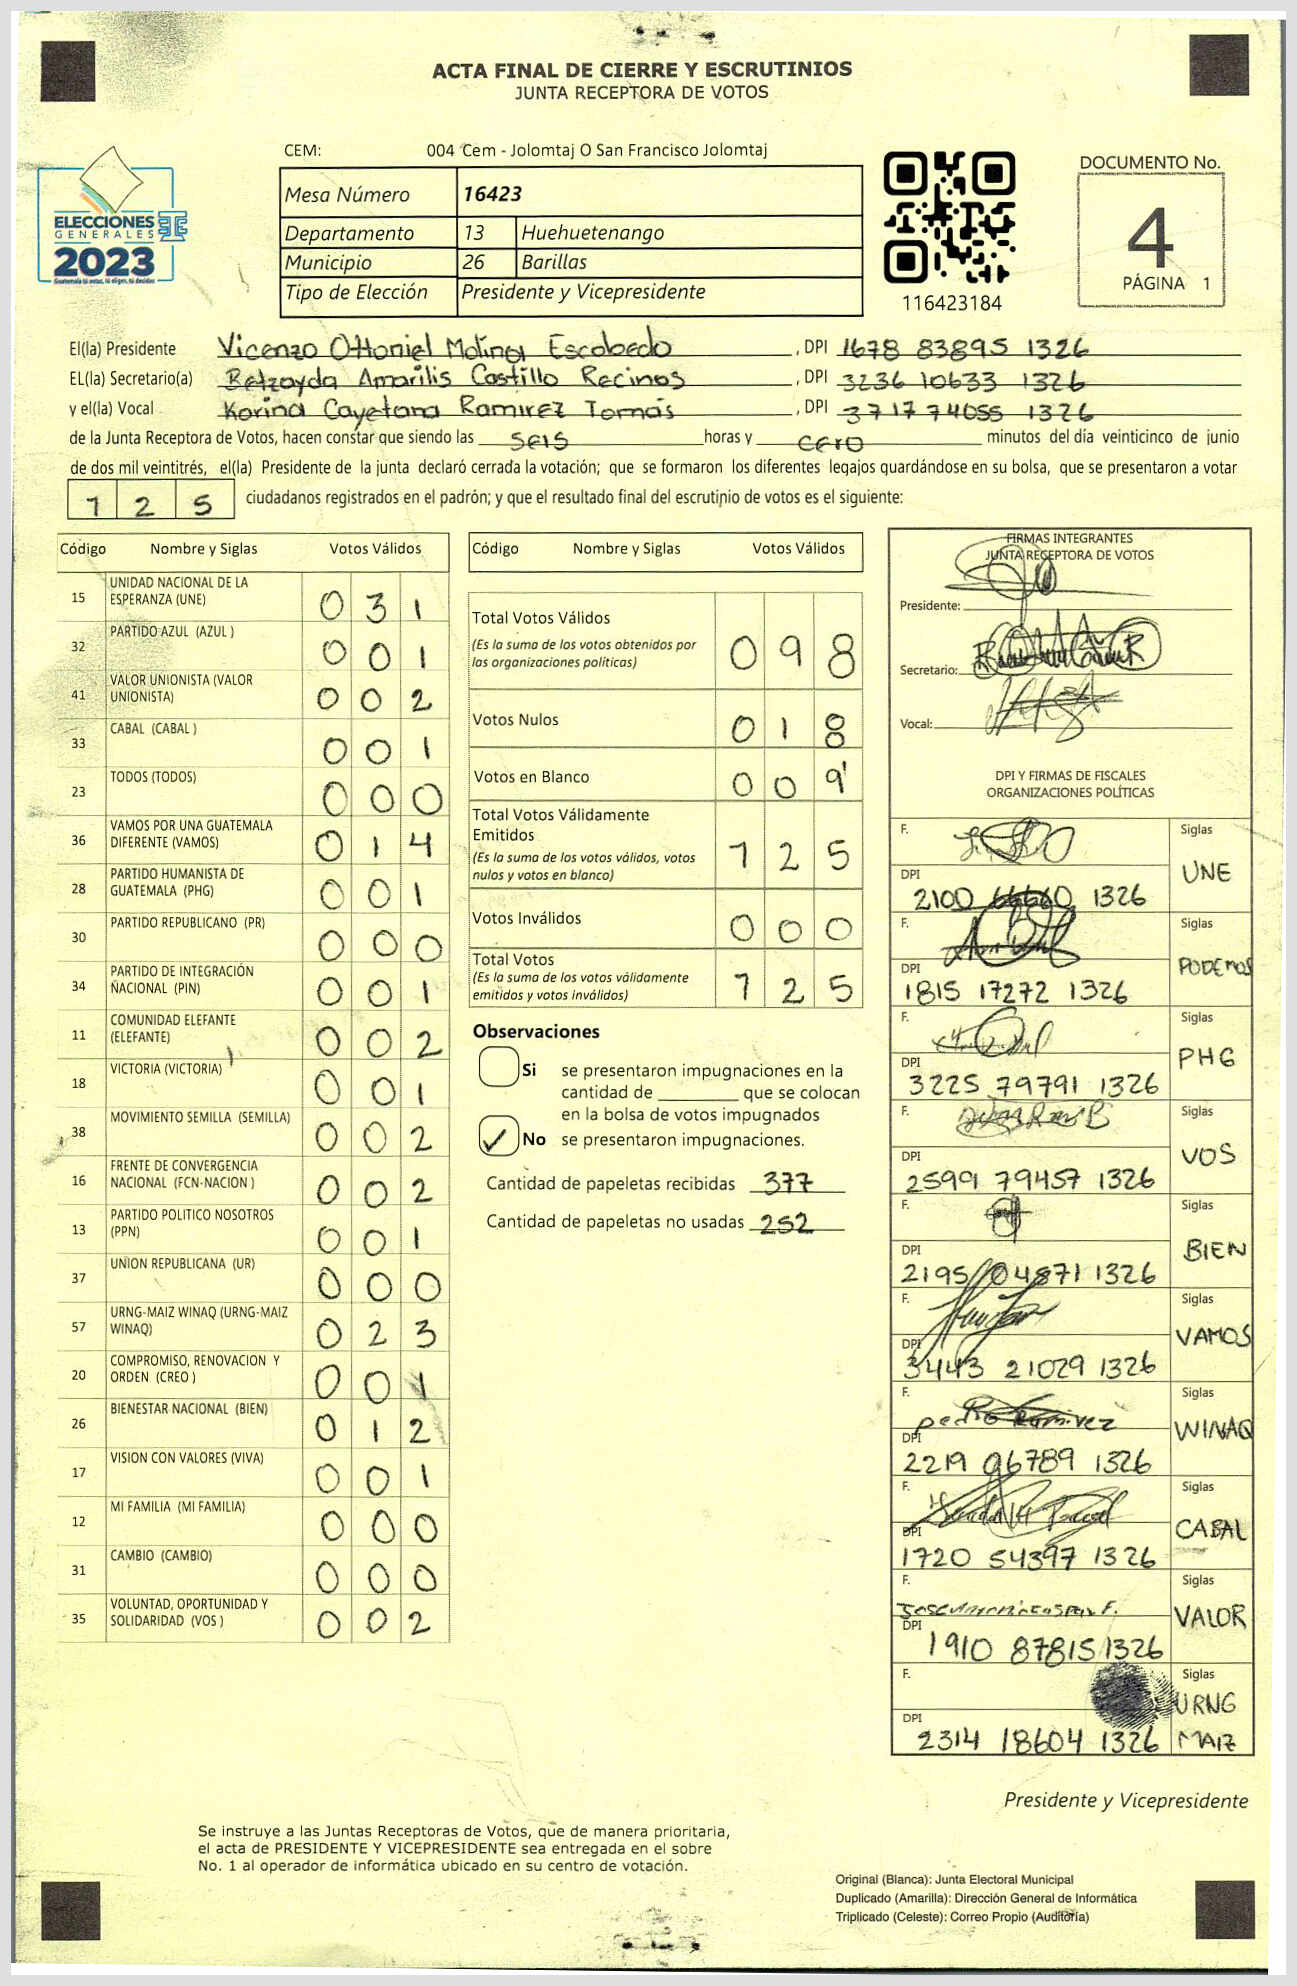 ACTA FINAL DE CIERRE Y ESCRUTINIOS
JUNTA RECEPTORA DE VOTOS
CEM: 004 Cem - Jolomtaj O San Francisco Jolomtaj
ELECCIONES
GENERALES
2023
Mesa Número 16423
Departamento 13 Huehuetenango
Municipio 26 Barillas
Tipo de Elección Presidente y Vicepresidente
116423184
DOCUMENTO No.
4
PÁGINA 1
El(la) Presidente Vicenzo Ottoniel Molina Escobedo, DPI 1678 83895 1326
EL(la) Secretario(a) Betzayda Amarilis Castillo Recinos, DPI 3236 10633 1326
y el(la) Vocal Karina Cayetana Ramirez Tomás, DPI 3717 74055 1326
de la Junta Receptora de Votos, hacen constar que siendo las seis horas y cero minutos del día veinticinco de junio
de dos mil veintitrés, el(la) Presidente de la junta declaró cerrada la votación; que se formaron los diferentes legajos quardándose en su bolsa, que se presentaron a votar
1 2 5 ciudadanos registrados en el padrón; y que el resultado final del escrutinio de votos es el siguiente:
Código Nombre y Siglas Votos Válidos
15 UNIDAD NACIONAL DE LA ESPERANZA (UNE) 0 3 1
32 PARTIDO AZUL (AZUL ) 0 0 1
41 VALOR UNIONISTA (VALOR UNIONISTA) 0 0 2
33 CABAL (CABAL ) 0 0 1
23 TODOS (TODOS) 0 0 0
36 VAMOS POR UNA GUATEMALA DIFERENTE (VAMOS) 0 1 4
28 PARTIDO HUMANISTA DE GUATEMALA (PHG) 0 0 1
30 PARTIDO REPUBLICANO (PR) 0 0 0
34 PARTIDO DE INTEGRACIÓN NACIONAL (PIN) 0 0 1
11 COMUNIDAD ELEFANTE (ELEFANTE) 0 0 2
18 VICTORIA (VICTORIA) 0 0 1
38 MOVIMIENTO SEMILLA (SEMILLA) 0 0 2
16 FRENTE DE CONVERGENCIA NACIONAL (FCN-NACION ) 0 0 2
13 PARTIDO POLITICO NOSOTROS (PPN) 0 0 1
37 UNION REPUBLICANA (UR) 0 0 0
57 URNG-MAIZ WINAQ (URNG-MAIZ WINAQ) 0 2 3
20 COMPROMISO, RENOVACION Y ORDEN (CREO ) 0 0 1
26 BIENESTAR NACIONAL (BIEN) 0 1 2
17 VISION CON VALORES (VIVA) 0 0 1
12 MI FAMILIA (MI FAMILIA) 0 0 0
31 CAMBIO (CAMBIO) 0 0 0
35 VOLUNTAD, OPORTUNIDAD Y SOLIDARIDAD (VOS ) 0 0 2
Código Nombre y Siglas Votos Válidos
Total Votos Válidos 0 9 8
(Es la suma de los votos obtenidos por
las organizaciones políticas)
Votos Nulos 0 1 8
Votos en Blanco 0 0 9
Total Votos Válidamente
Emitidos 1 2 5
(Es la suma de los votos válidos, votos
nulos y votos en blanco)
Votos Inválidos 0 0 0
Total Votos 1 2 5
(Es la suma de los votos válidamente
emitidos y votos inválidos)
Observaciones
Si se presentaron impugnaciones en la
cantidad de ________ que se colocan
en la bolsa de votos impugnados
✓ No se presentaron impugnaciones.
Cantidad de papeletas recibidas 377
Cantidad de papeletas no usadas 252
FIRMAS INTEGRANTES
JUNTA RECEPTORA DE VOTOS
Presidente:
Secretario:
Vocal:
DPI Y FIRMAS DE FISCALES
ORGANIZACIONES POLÍTICAS
F. Siglas
DPI 2100 66660 1326 UNE
F. Siglas
DPI 1815 17272 1326 PODEMOS
F. Siglas
DPI 3225 79791 1326 PHG
F. Siglas
DPI 2599 79457 1326 VOS
F. Siglas
DPI 2195 04871 1326 BIEN
F. Siglas
DPI 3443 21029 1326 VAMOS
F. Pedro Ramirez Siglas
DPI 2219 06789 1326 WINAQ
F. Siglas
DPI 1720 54397 1326 CABAL
F. Siglas
DPI 1910 87815 1326 VALOR
F. Siglas
DPI 2314 18604 1326 URNG MAIZ
Presidente y Vicepresidente
Se instruye a las Juntas Receptoras de Votos, que de manera prioritaria,
el acta de PRESIDENTE Y VICEPRESIDENTE sea entregada en el sobre
No. 1 al operador de informática ubicado en su centro de votación.
Original (Blanca): Junta Electoral Municipal
Duplicado (Amarilla): Dirección General de Informática
Triplicado (Celeste): Correo Propio (Auditoría)